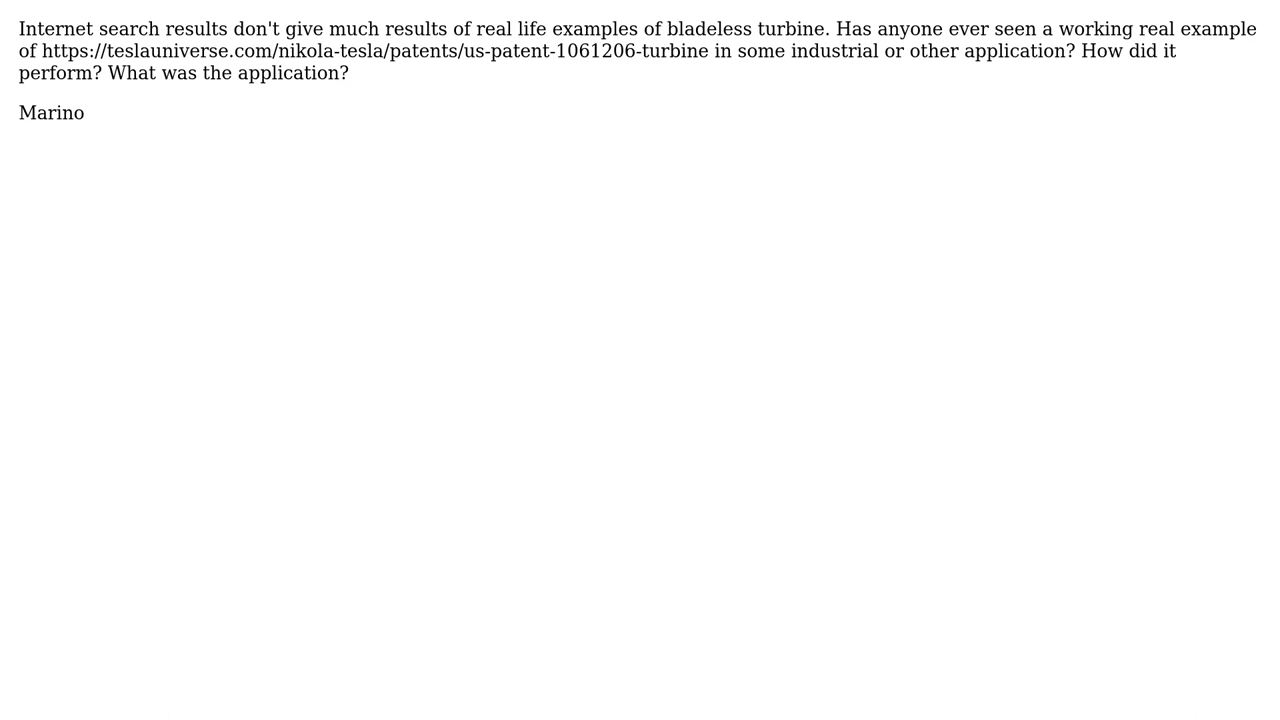 Internet search results don't give much results of real life examples of bladeless turbine. Has anyone ever seen a working real example
of https://teslauniverse.com/nikola-tesla/patents/us-patent-1061206-turbine in some industrial or other application? How did it
perform? What was the application?
Marino